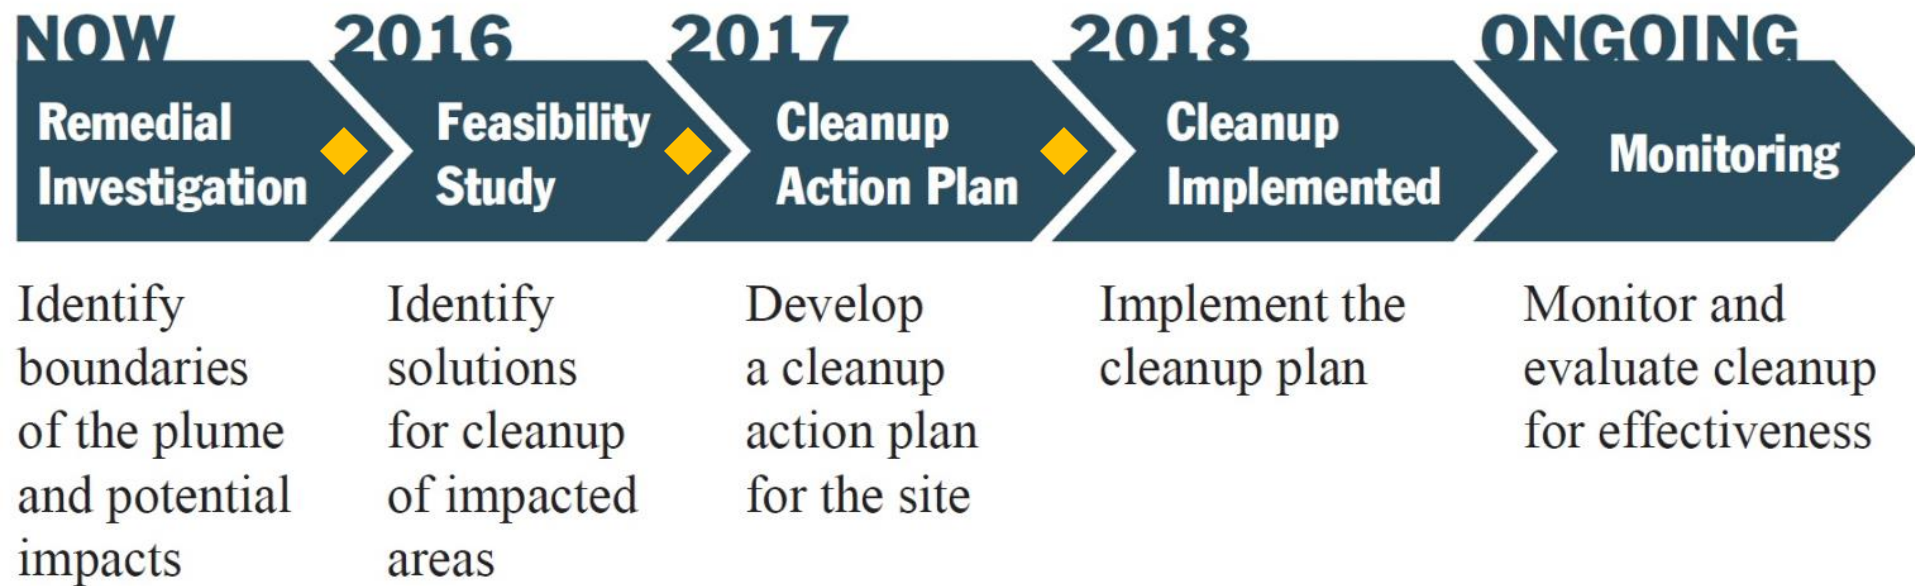 NOW
Remedial
Investigation
Identify
boundaries
of the plume
and potential
impacts
2016
Feasibility
Study
Identify
solutions
for cleanup
of impacted
areas
2017
Cleanup
Action Plan
Develop
a cleanup
action plan
for the site
2018
Cleanup
Implemented
Implement the
cleanup plan
ONGOING
Monitoring
Monitor and
evaluate cleanup
for effectiveness